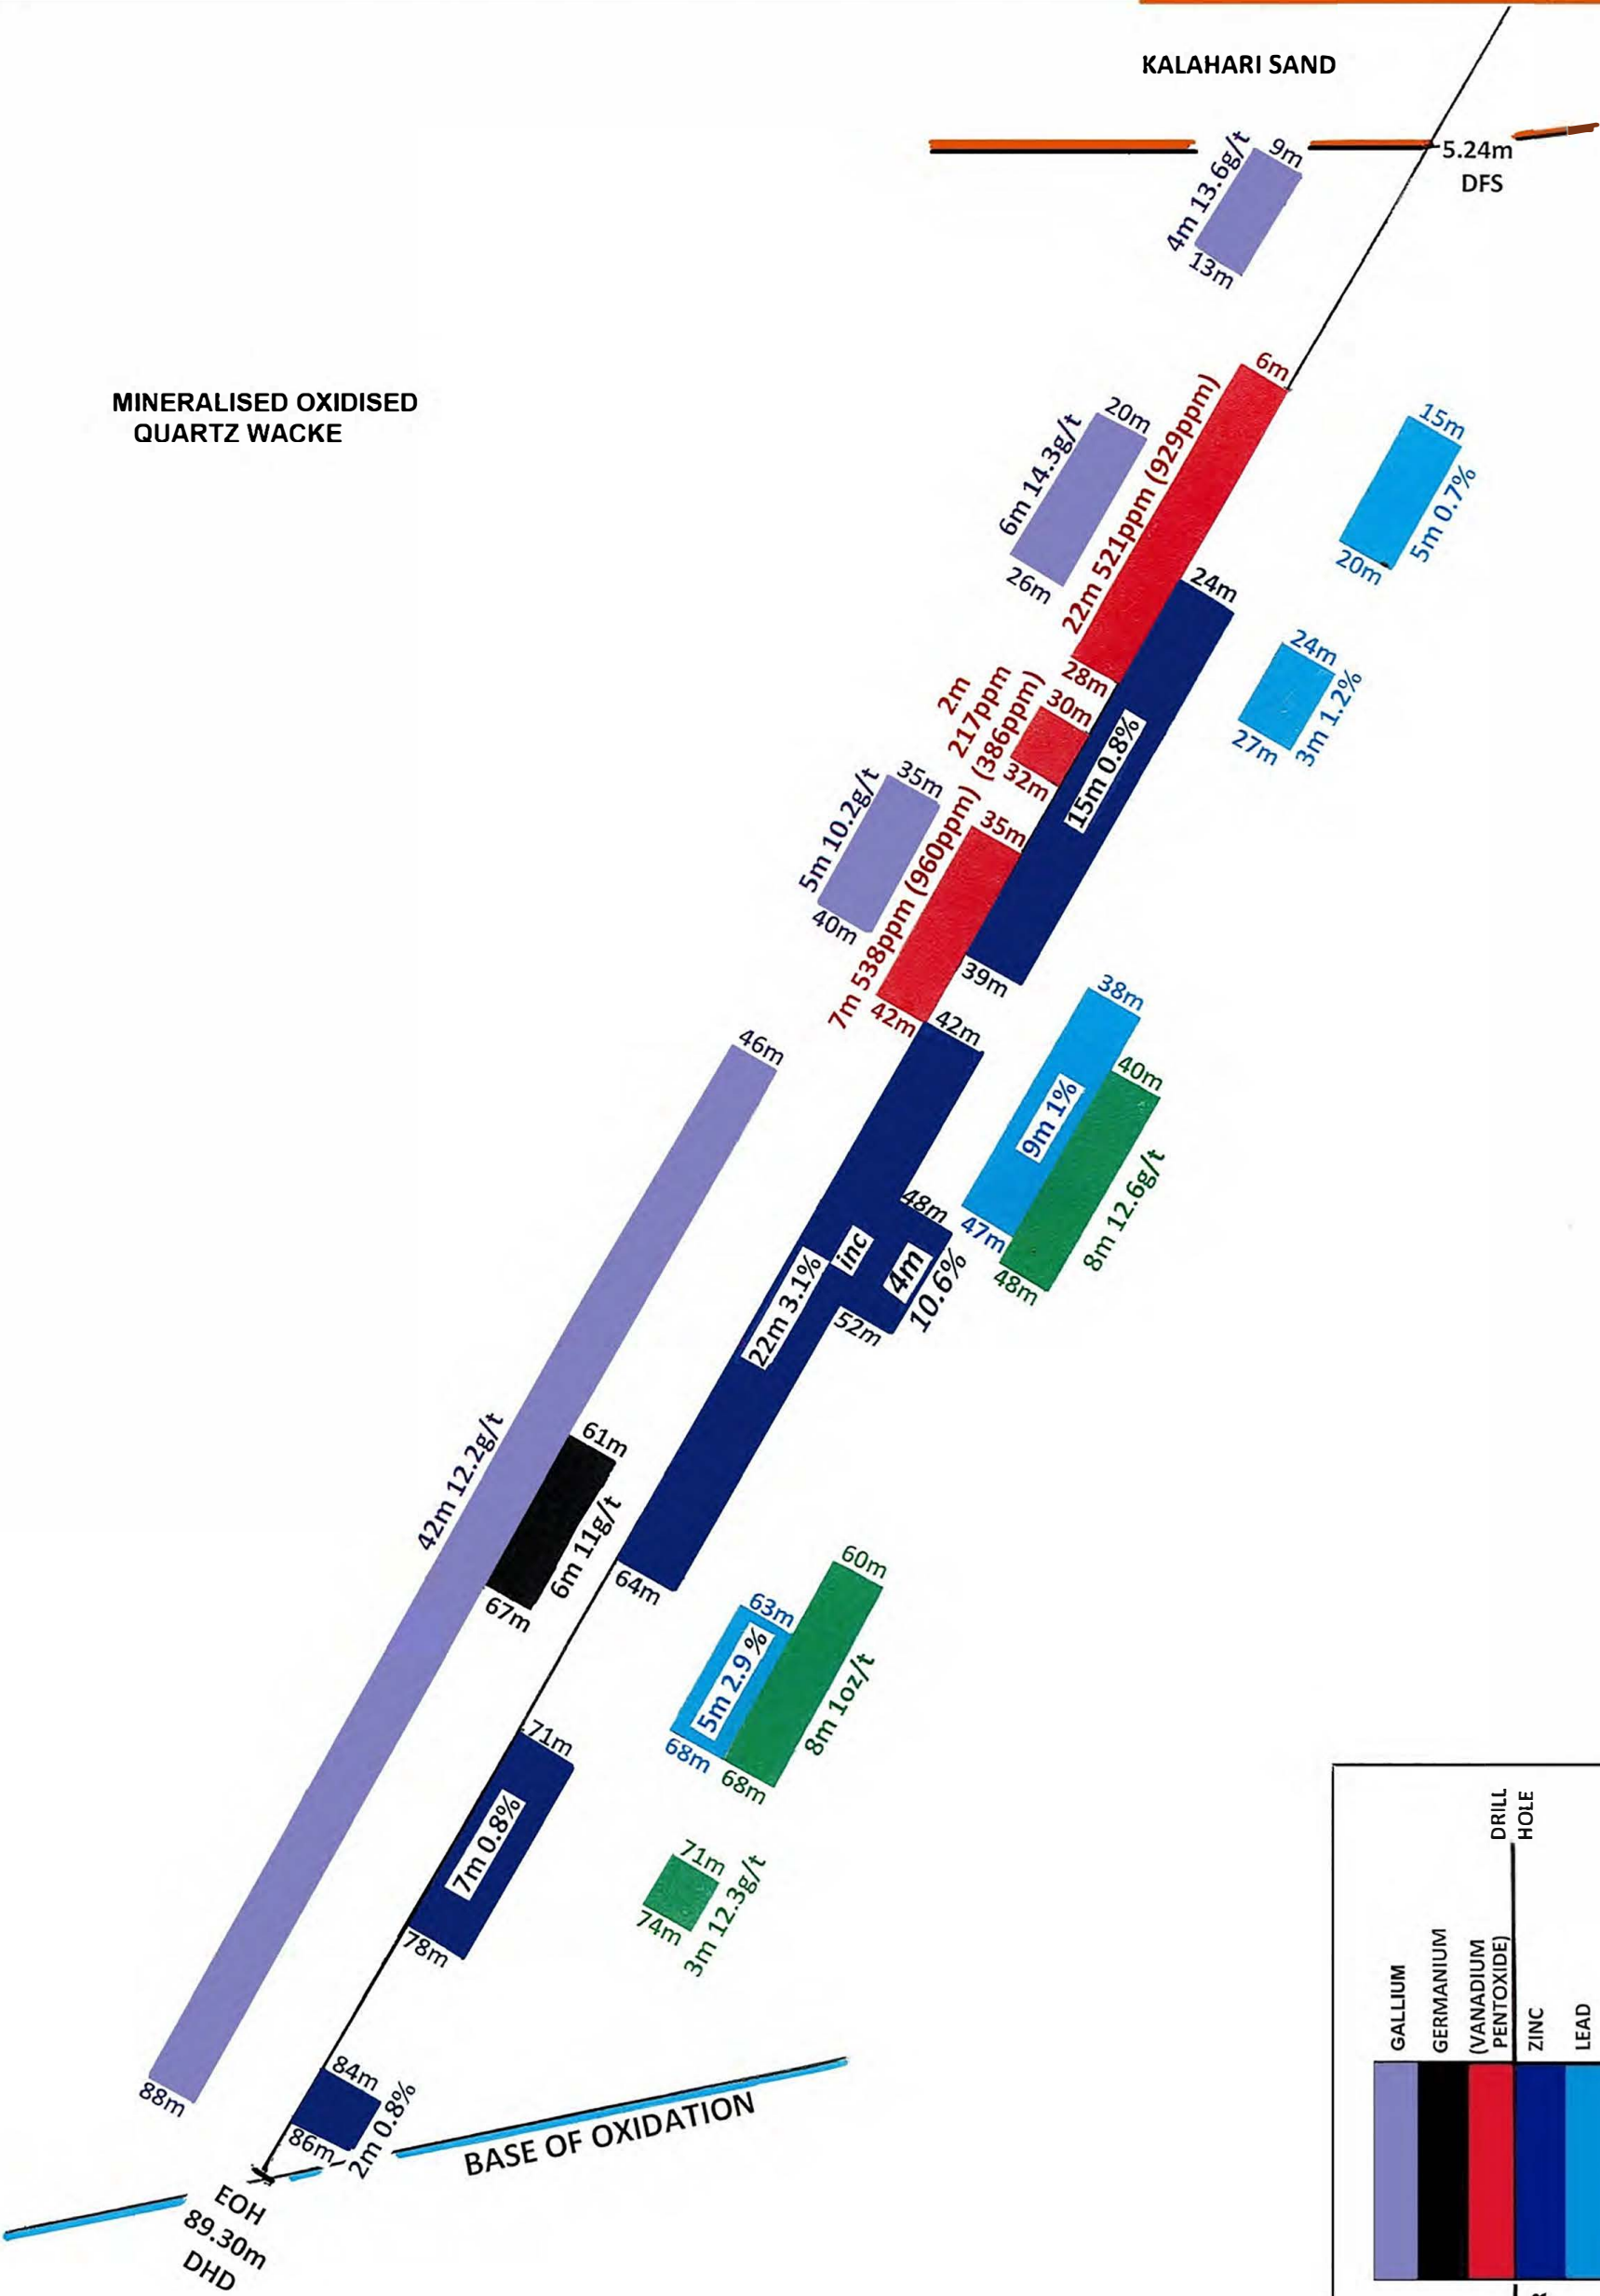 KALAHARI SAND
5.24m
DFS
9m
4m 13.6g/t
13m
MINERALISED OXIDISED
QUARTZ WACKE
6m
22m 521ppm (929ppm)
28m
20m
6m 14.3g/t
26m
15m
5m 0.7%
20m
24m
15m 0.8%
39m
24m
3m 1.2%
27m
2m
217ppm
(386ppm)
30m
32m
35m
5m 10.2g/t
40m
35m
7m 538ppm (960ppm)
42m
38m
9m 1%
47m
40m
8m 12.6g/t
48m
42m
22m 3.1%
inc
48m
4m
10.6%
52m
64m
46m
42m 12.2g/t
88m
61m
6m 11g/t
67m
60m
8m 1oz/t
68m
63m
5m 2.9 %
68m
71m
7m 0.8%
78m
71m
3m 12.3g/t
74m
84m
2m 0.8%
86m
BASE OF OXIDATION
EOH
89.30m
DHD
DRILL
HOLE
GALLIUM
GERMANIUM
(VANADIUM
PENTOXIDE)
ZINC
LEAD